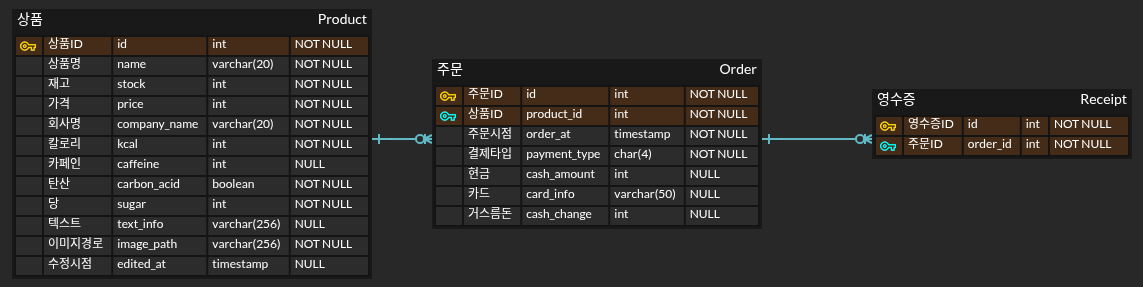 상품 Product
상품ID id int NOT NULL
상품명 name varchar(20) NOT NULL
재고 stock int NOT NULL
가격 price int NOT NULL
회사명 company_name varchar(20) NOT NULL
칼로리 kcal int NOT NULL
카페인 caffeine int NULL
탄산 carbon_acid boolean NOT NULL
당 sugar int NOT NULL
텍스트 text_info varchar(256) NULL
이미지경로 image_path varchar(256) NOT NULL
수정시점 edited_at timestamp NULL
주문 Order
주문ID id int NOT NULL
상품ID product_id int NOT NULL
주문시점 order_at timestamp NOT NULL
결제타입 payment_type char(4) NOT NULL
현금 cash_amount int NULL
카드 card_info varchar(50) NULL
거스름돈 cash_change int NULL
영수증 Receipt
영수증ID id int NOT NULL
주문ID order_id int NOT NULL